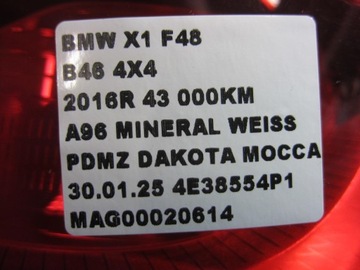 BMW X1 F48
B46 4X4
2016R 43 000KM
A96 MINERAL WEISS
PDMZ DAKOTA MOCCA
30.01.25 4E38554P1
MAG00020614